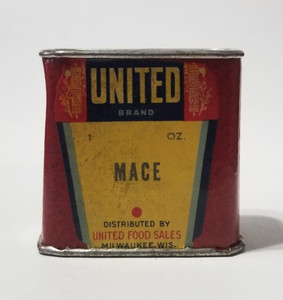 UNITED
BRAND
1 OZ.
MACE
DISTRIBUTED BY
UNITED FOOD SALES
MILWAUKEE, WIS.